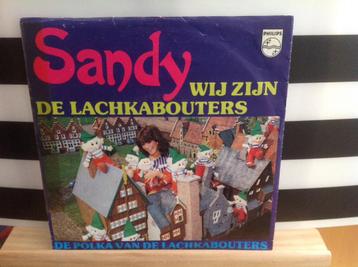 PHILIPS
Sandy
WIJ ZIJN
DE LACHKABOUTERS
DE POLKA VAN DE LACHKABOUTERS